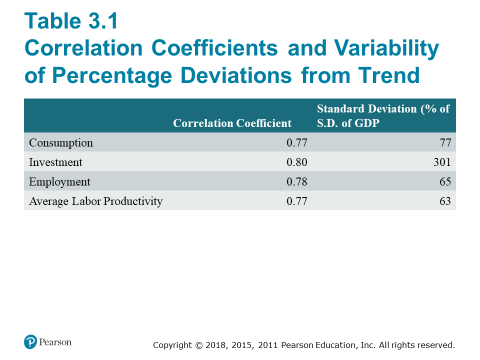 Table 3.1
Correlation Coefficients and Variability
of Percentage Deviations from Trend
Correlation Coefficient Standard Deviation (% of
S.D. of GDP
Consumption 0.77 77
Investment 0.80 301
Employment 0.78 65
Average Labor Productivity 0.77 63
Pearson
Copyright © 2018, 2015, 2011 Pearson Education, Inc. All rights reserved.